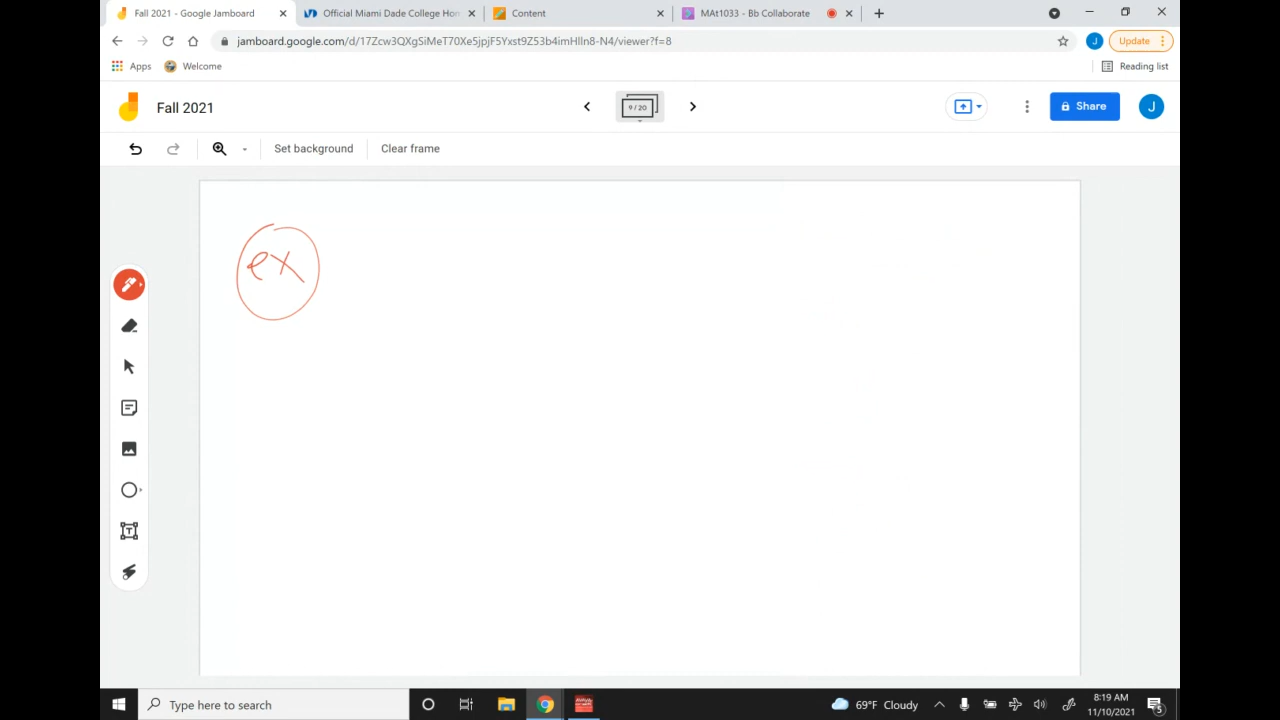 Fall 2021 - Google Jamboard
Official Miami Dade College Hon
Content
MAt1033 - Bb Collaborate
jamboard.google.com/d/17Zcw3QXgSiMeT70Xe5jpjF5Yxst9Z53b4imHlln8-N4/viewer?f=8
Update
Apps
Welcome
Reading list
Fall 2021
9 / 20
Share
J
Set background
Clear frame
ex
Type here to search
69°F Cloudy
8:19 AM
11/10/2021
5